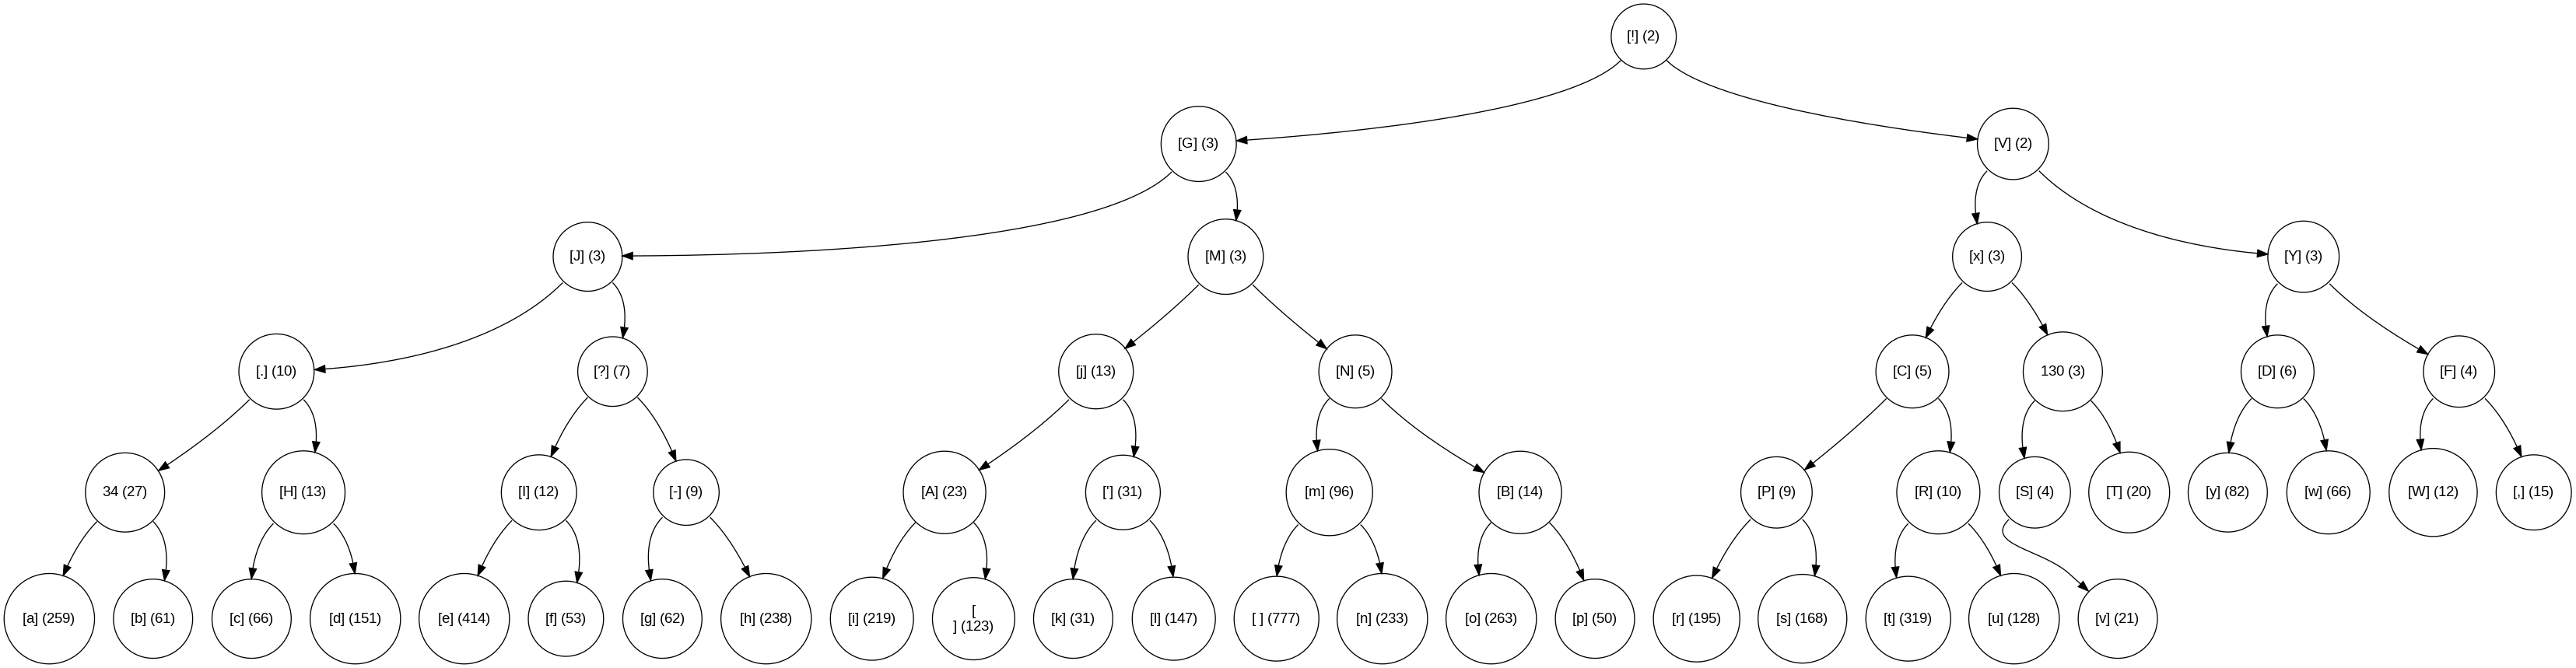 [!] (2)
[G] (3)
[V] (2)
[J] (3)
[M] (3)
[x] (3)
[Y] (3)
[.] (10)
[?] (7)
[j] (13)
[N] (5)
[C] (5)
130 (3)
[D] (6)
[F] (4)
34 (27)
[H] (13)
[I] (12)
[-] (9)
[A] (23)
['] (31)
[m] (96)
[B] (14)
[P] (9)
[R] (10)
[S] (4)
[T] (20)
[y] (82)
[w] (66)
[W] (12)
[,] (15)
[a] (259)
[b] (61)
[c] (66)
[d] (151)
[e] (414)
[f] (53)
[g] (62)
[h] (238)
[i] (219)
[
] (123)
[k] (31)
[l] (147)
[ ] (777)
[n] (233)
[o] (263)
[p] (50)
[r] (195)
[s] (168)
[t] (319)
[u] (128)
[v] (21)